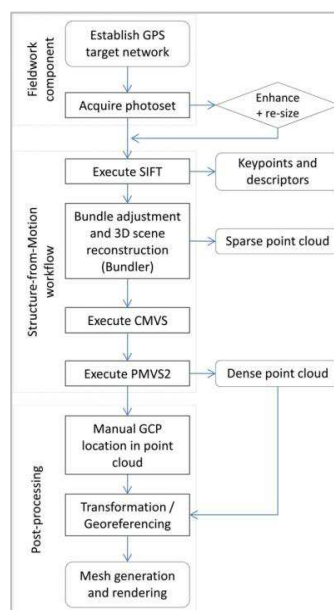 Fieldwork
component
Establish GPS
target network
Acquire photoset
Enhance
+ re-size
Structure-from-Motion
workflow
Execute SIFT
Keypoints and
descriptors
Bundle adjustment
and 3D scene
reconstruction
(Bundler)
Sparse point cloud
Execute CMVS
Execute PMVS2
Dense point cloud
Post-processing
Manual GCP
location in point
cloud
Transformation /
Georeferencing
Mesh generation
and rendering